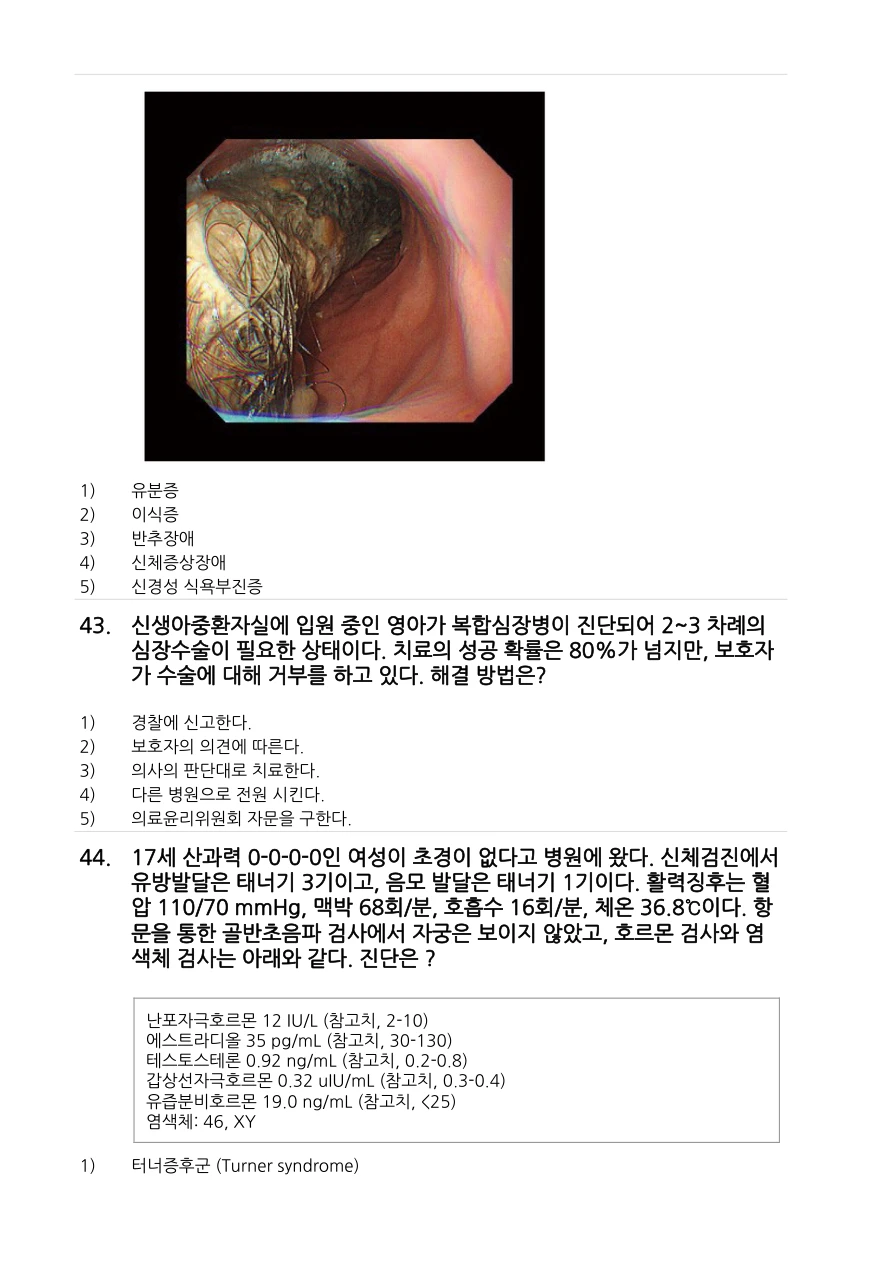 1) 유분증
2) 이식증
3) 반추장애
4) 신체증상장애
5) 신경성 식욕부진증
43. 신생아중환자실에 입원 중인 영아가 복합심장병이 진단되어 2~3 차례의
심장수술이 필요한 상태이다. 치료의 성공 확률은 80%가 넘지만, 보호자
가 수술에 대해 거부를 하고 있다. 해결 방법은?
1) 경찰에 신고한다.
2) 보호자의 의견에 따른다.
3) 의사의 판단대로 치료한다.
4) 다른 병원으로 전원 시킨다.
5) 의료윤리위원회 자문을 구한다.
44. 17세 산과력 0-0-0-0인 여성이 초경이 없다고 병원에 왔다. 신체검진에서
유방발달은 태너기 3기이고, 음모 발달은 태너기 1기이다. 활력징후는 혈
압 110/70 mmHg, 맥박 68회/분, 호흡수 16회/분, 체온 36.8℃이다. 항
문을 통한 골반초음파 검사에서 자궁은 보이지 않았고, 호르몬 검사와 염
색체 검사는 아래와 같다. 진단은 ?
난포자극호르몬 12 IU/L (참고치, 2-10)
에스트라디올 35 pg/mL (참고치, 30-130)
테스토스테론 0.92 ng/mL (참고치, 0.2-0.8)
갑상선자극호르몬 0.32 uIU/mL (참고치, 0.3-0.4)
유즙분비호르몬 19.0 ng/mL (참고치, <25)
염색체: 46, XY
1) 터너증후군 (Turner syndrome)